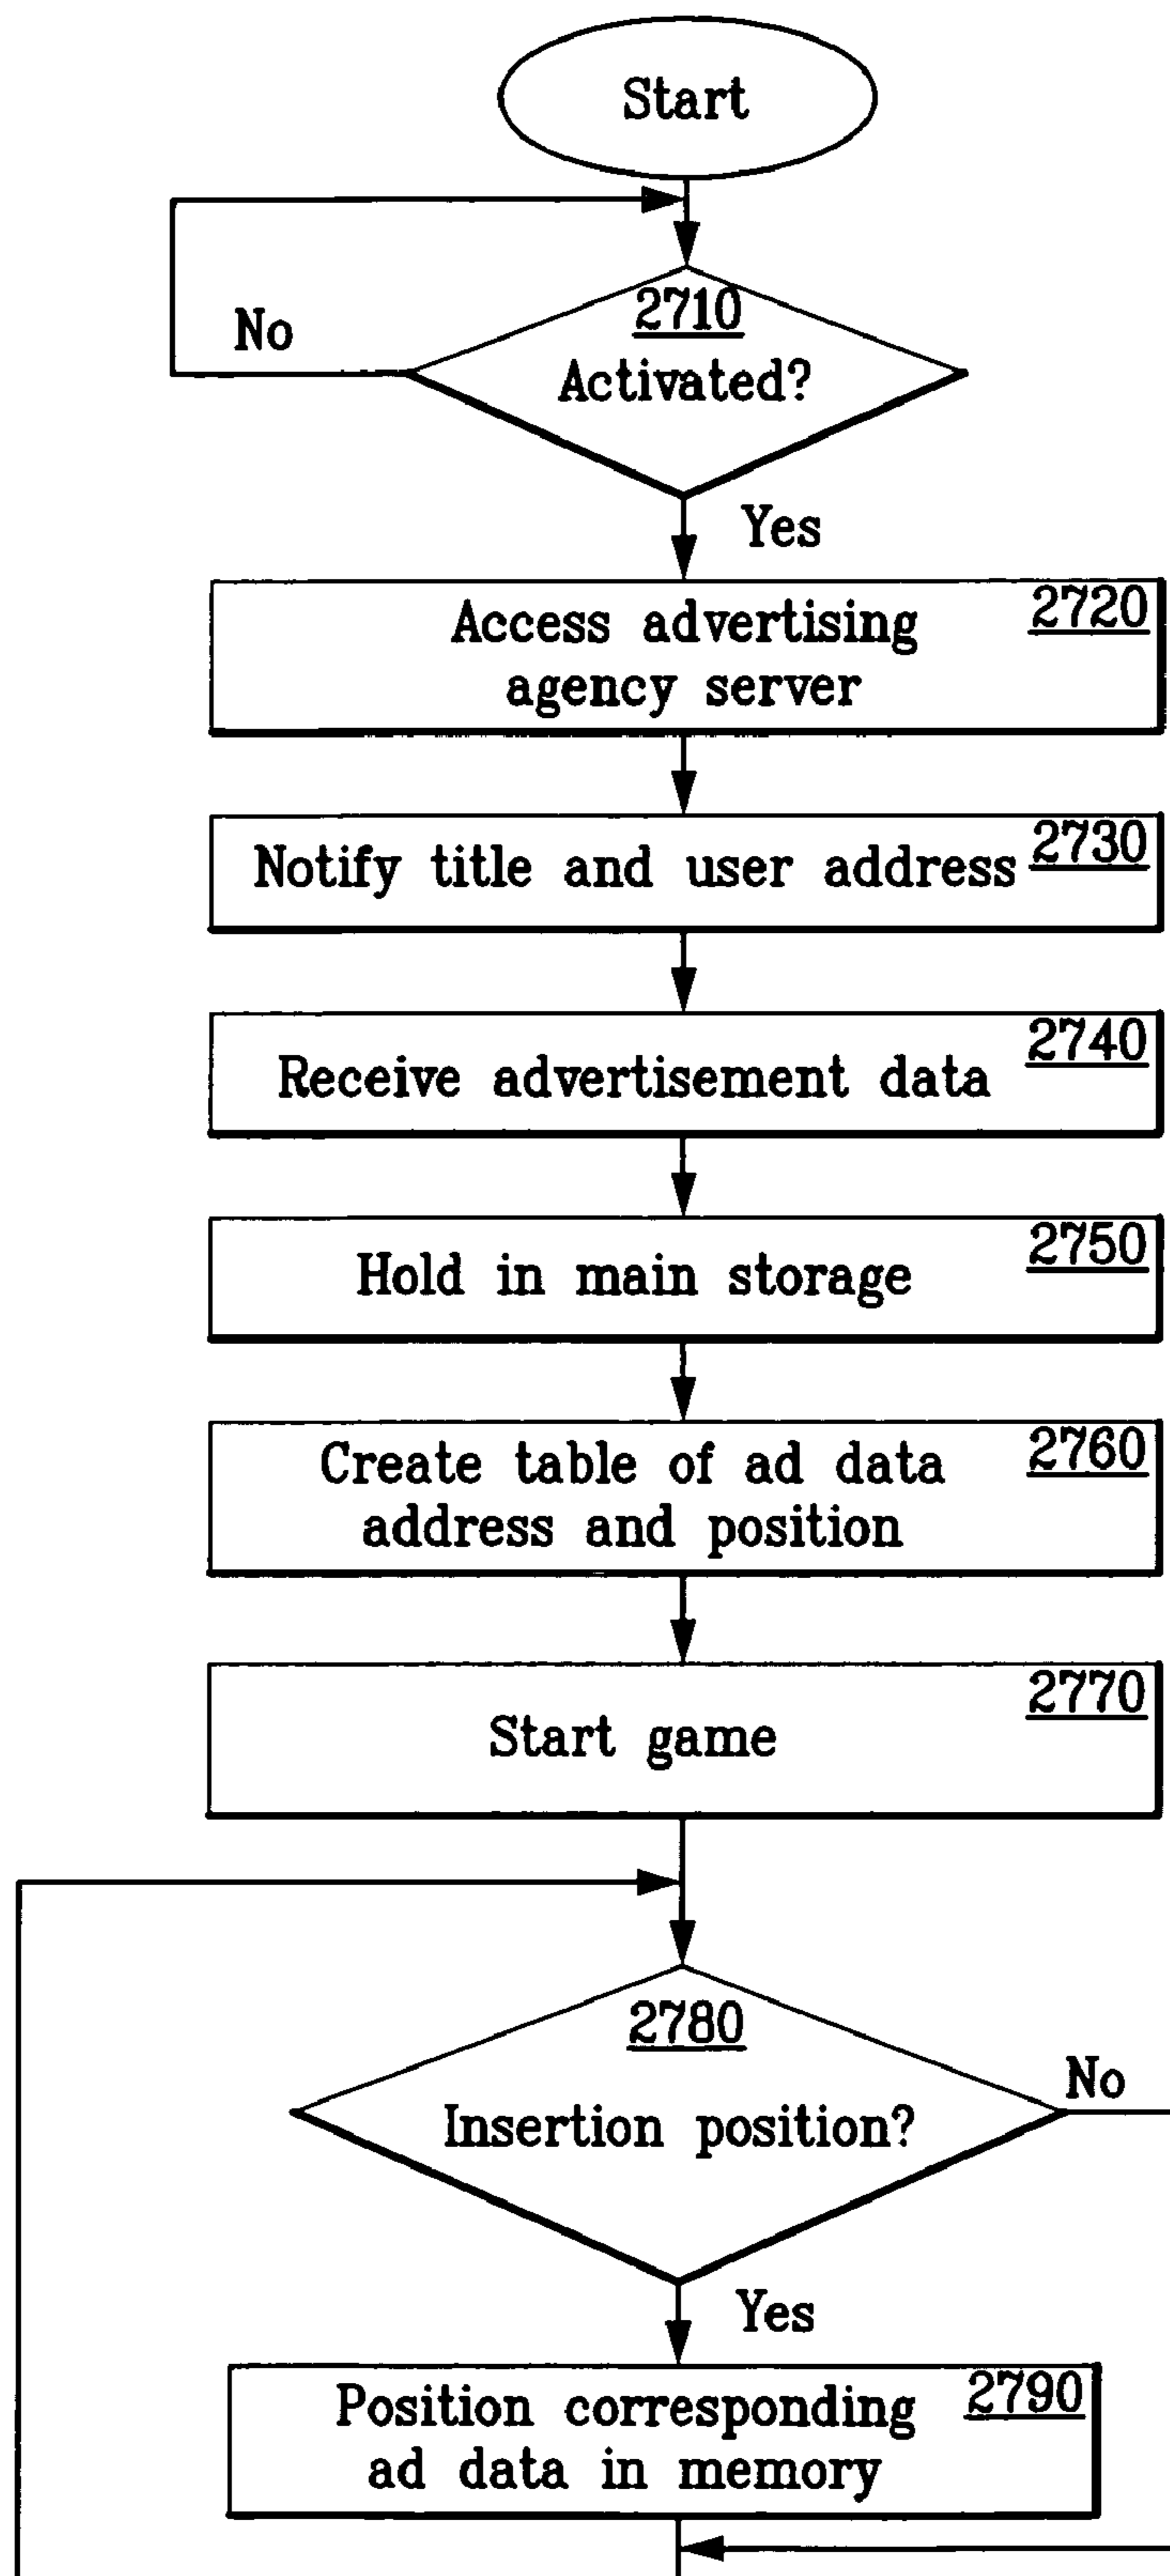 Start
2710
No
Activated?
Yes
2720
Access advertising
agency server
2730
Notify title and user address
2740
Receive advertisement data
2750
Hold in main storage
2760
Create table of ad data
address and position
2770
Start game
2780
No
Insertion position?
Yes
2790
Position corresponding
ad data in memory